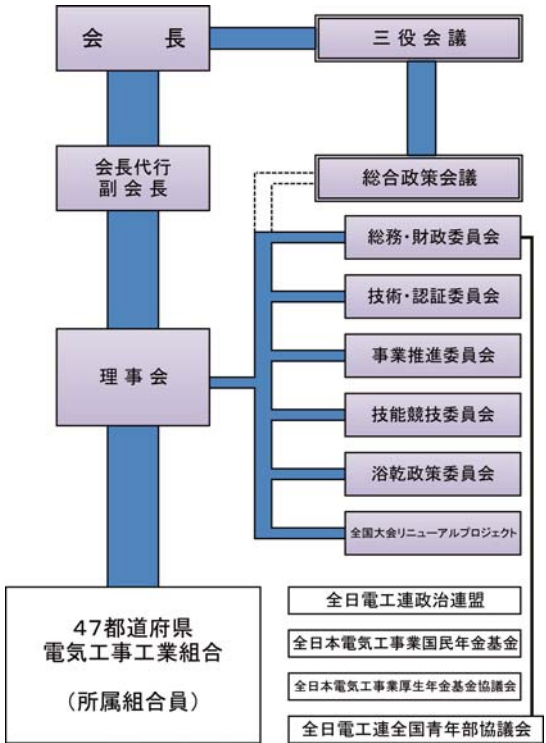 会長
三役会議
会長代行
副会長
総合政策会議
総務・財政委員会
技術・認証委員会
事業推進委員会
理事会
技能競技委員会
浴乾政策委員会
全国大会リニューアルプロジェクト
47都道府県
電気工事工業組合
(所属組合員)
全日電工連政治連盟
全日本電気工事業国民年金基金
全日本電気工事業厚生年金基金協議会
全日電工連全国青年部協議会